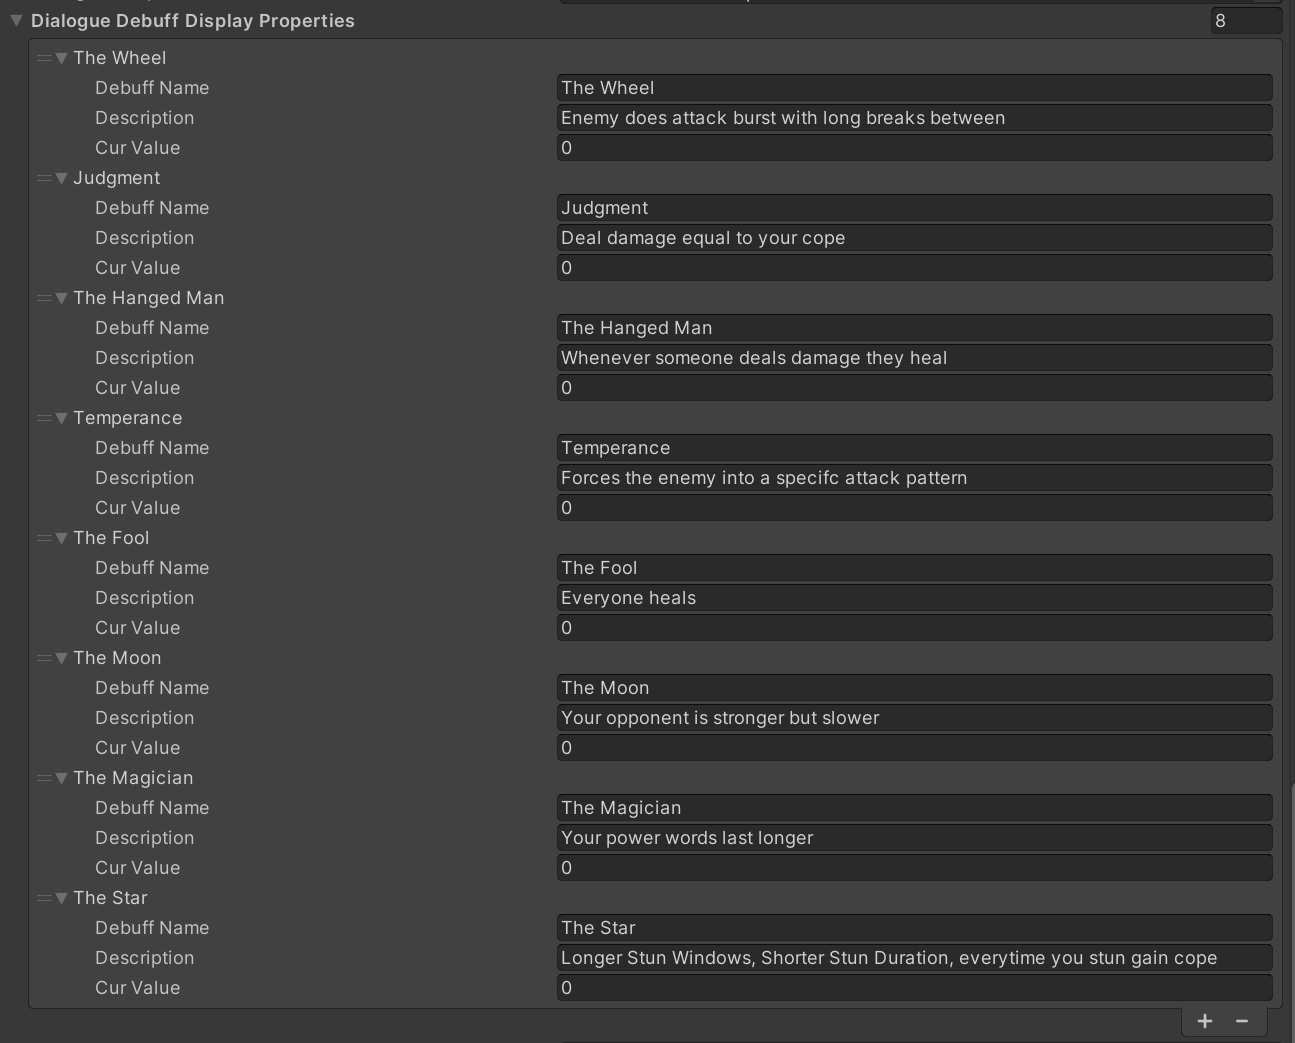 Dialogue Debuff Display Properties 8
The Wheel
Debuff Name The Wheel
Description Enemy does attack burst with long breaks between
Cur Value 0
Judgment
Debuff Name Judgment
Description Deal damage equal to your cope
Cur Value 0
The Hanged Man
Debuff Name The Hanged Man
Description Whenever someone deals damage they heal
Cur Value 0
Temperance
Debuff Name Temperance
Description Forces the enemy into a specifc attack pattern
Cur Value 0
The Fool
Debuff Name The Fool
Description Everyone heals
Cur Value 0
The Moon
Debuff Name The Moon
Description Your opponent is stronger but slower
Cur Value 0
The Magician
Debuff Name The Magician
Description Your power words last longer
Cur Value 0
The Star
Debuff Name The Star
Description Longer Stun Windows, Shorter Stun Duration, everytime you stun gain cope
Cur Value 0
+ −